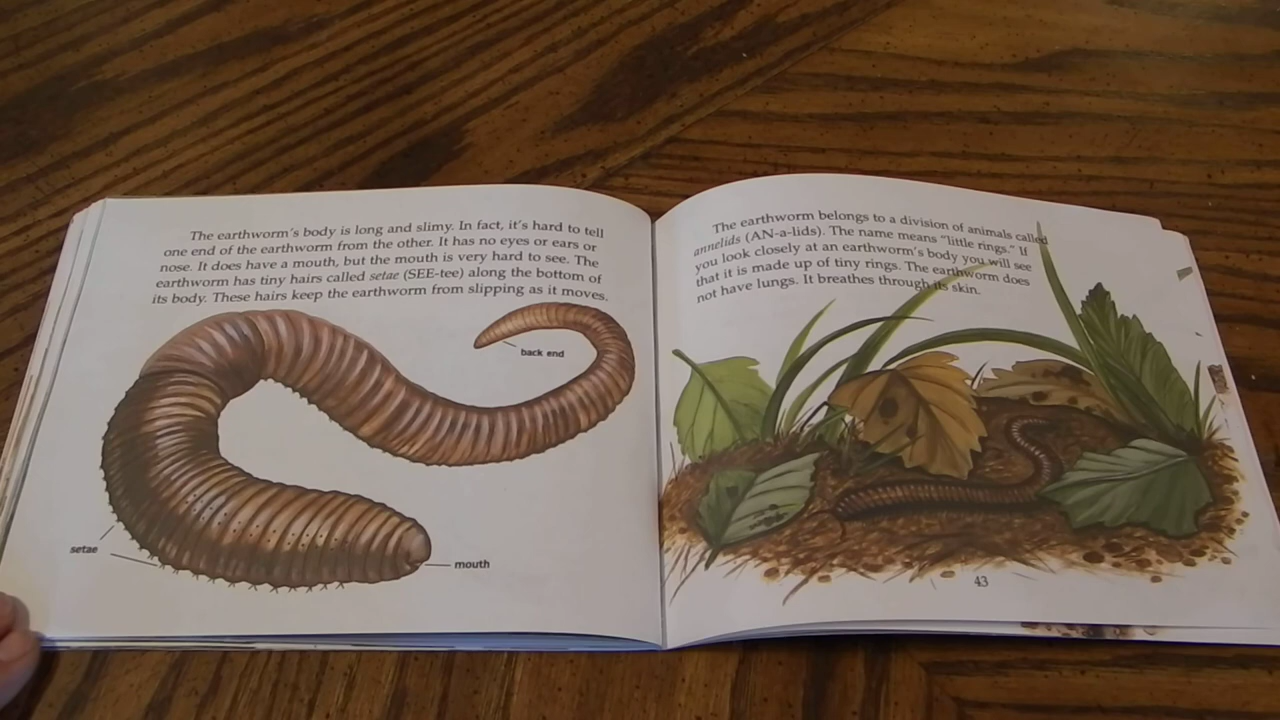 The earthworm's body is long and slimy. In fact, it's hard to tell
one end of the earthworm from the other. It has no eyes or ears or
nose. It does have a mouth, but the mouth is very hard to see. The
earthworm has tiny hairs called setae (SEE-tee) along the bottom of
its body. These hairs keep the earthworm from slipping as it moves.
back end
setae
mouth
The earthworm belongs to a division of animals called
annelids (AN-a-lids). The name means "little rings." If
you look closely at an earthworm's body you will see
that it is made up of tiny rings. The earthworm does
not have lungs. It breathes through its skin.
43